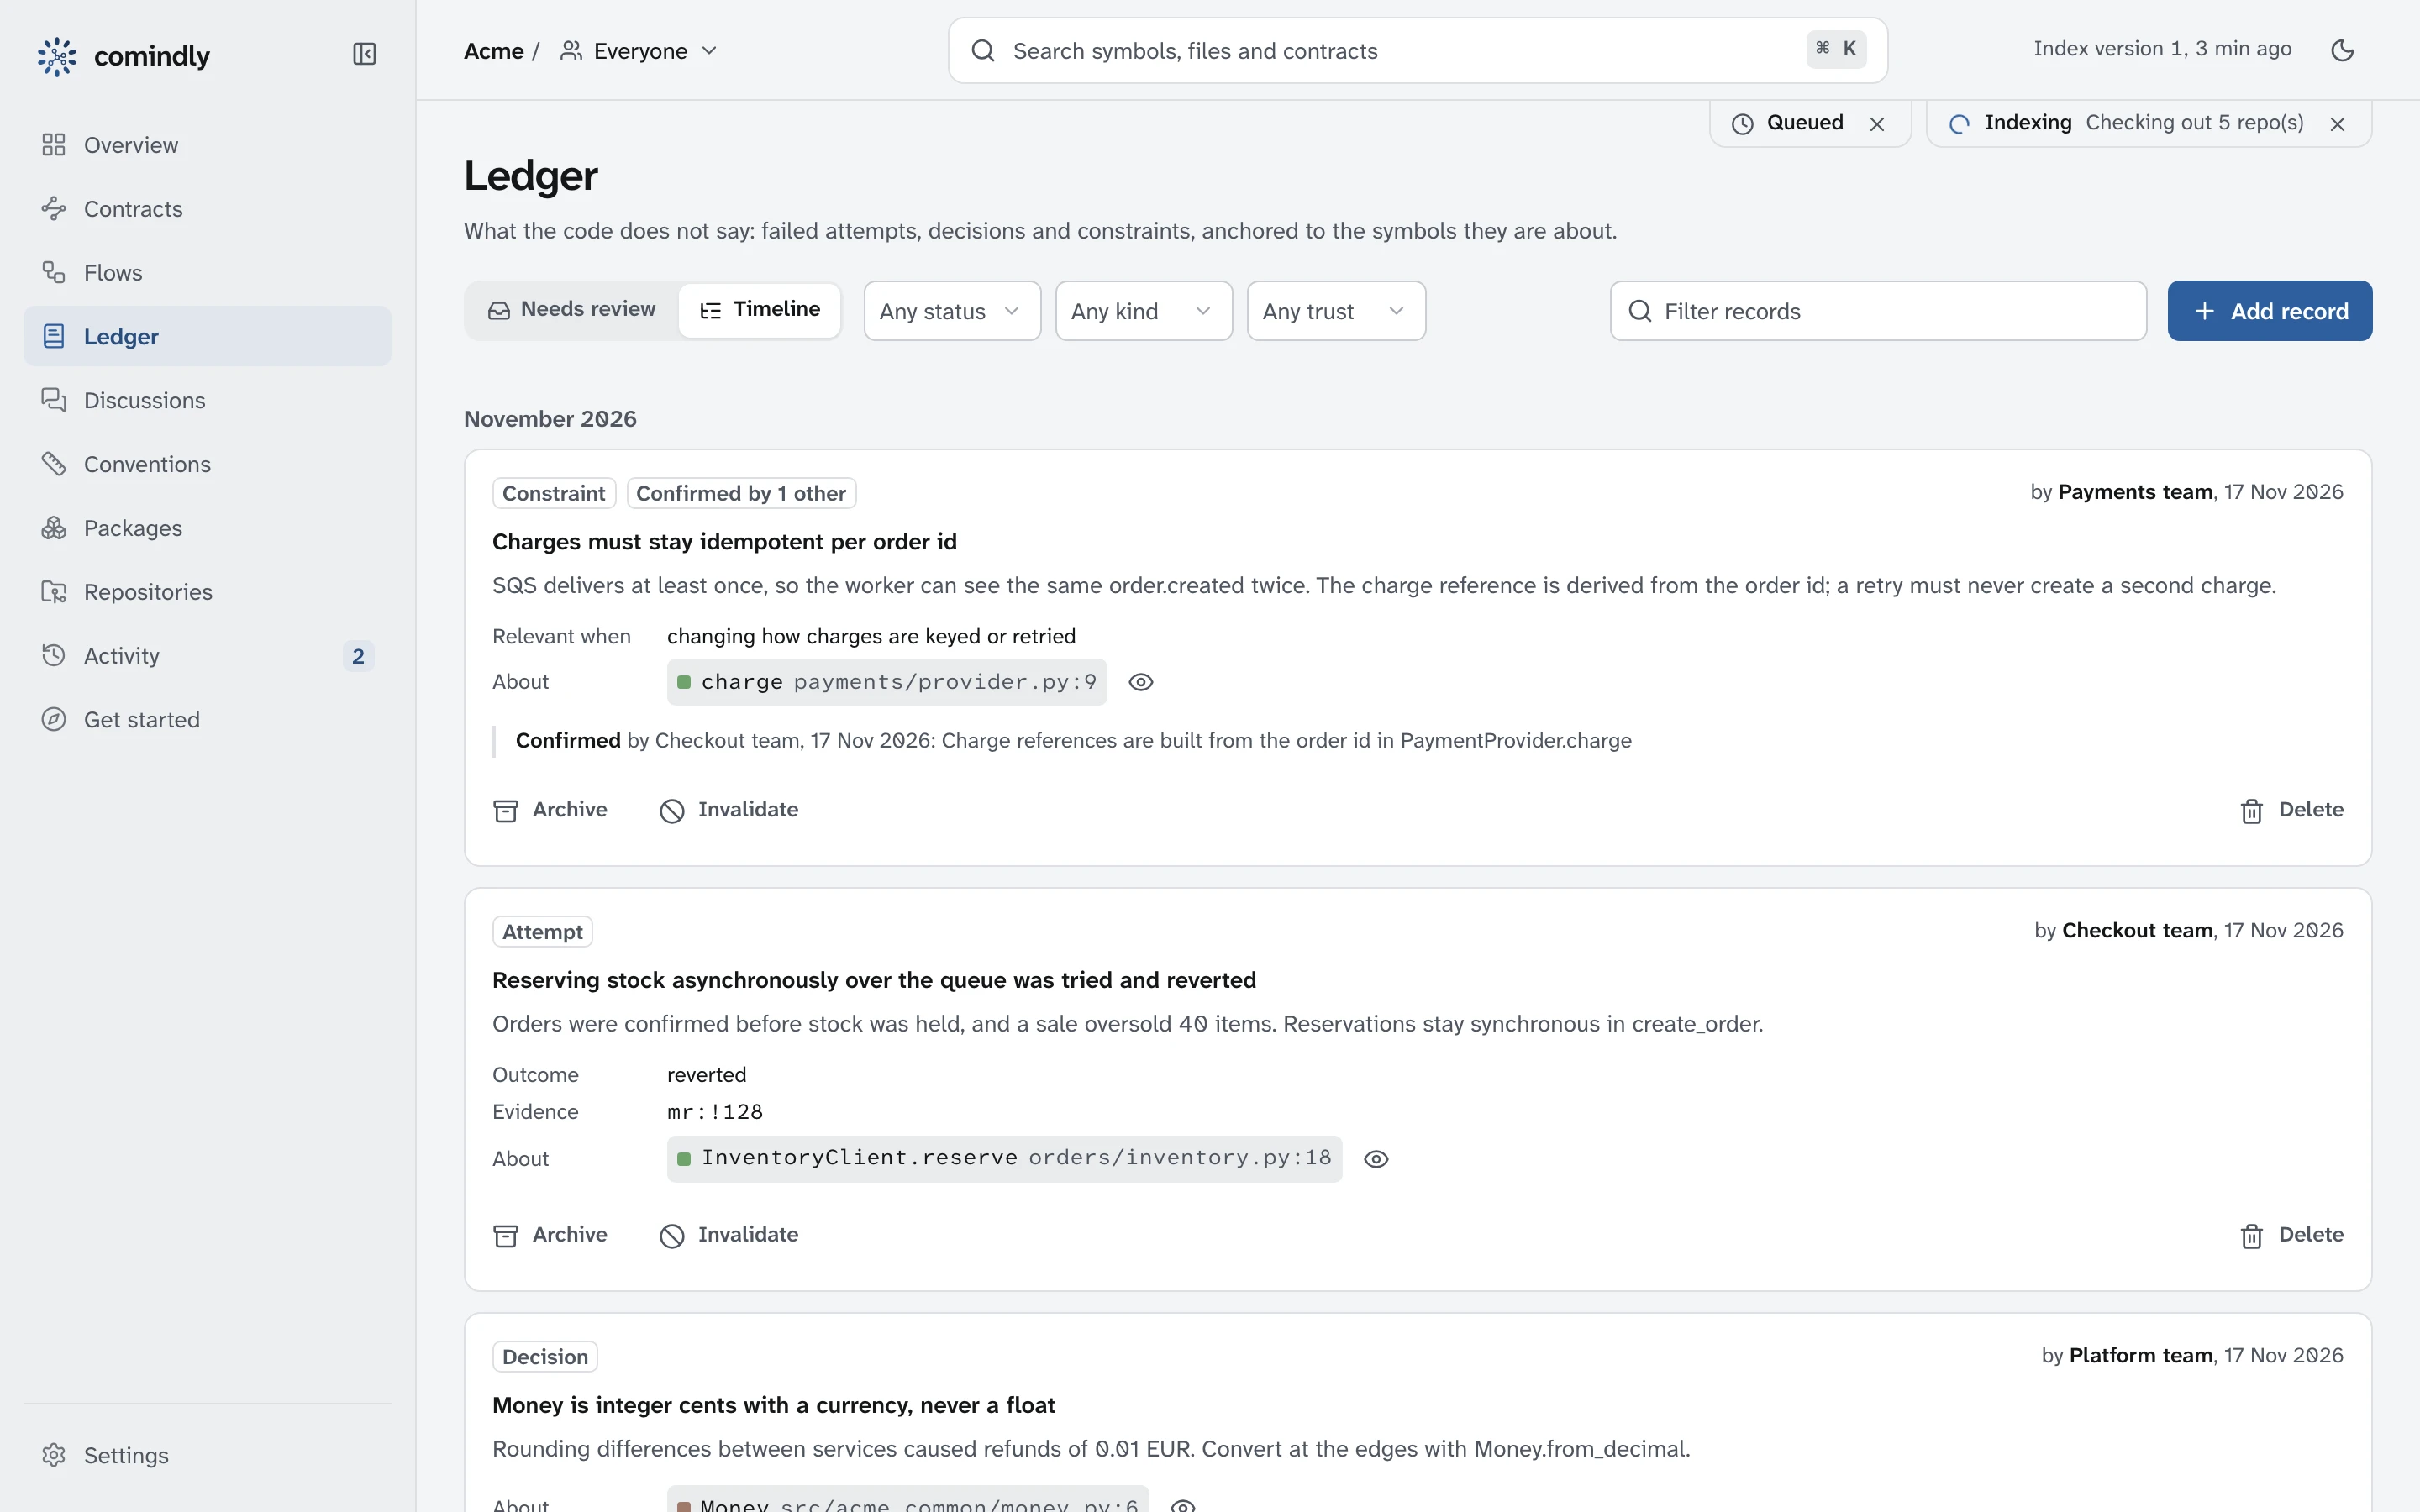 comindly
Acme / Everyone
Search symbols, files and contracts
⌘ K
Index version 1, 3 min ago
Queued
Indexing Checking out 5 repo(s)
Overview
Contracts
Flows
Ledger
Discussions
Conventions
Packages
Repositories
Activity 2
Get started
Settings
Ledger
What the code does not say: failed attempts, decisions and constraints, anchored to the symbols they are about.
Needs review
Timeline
Any status
Any kind
Any trust
Filter records
Add record
November 2026
Constraint
Confirmed by 1 other
by Payments team, 17 Nov 2026
Charges must stay idempotent per order id
SQS delivers at least once, so the worker can see the same order.created twice. The charge reference is derived from the order id; a retry must never create a second charge.
Relevant when changing how charges are keyed or retried
About charge payments/provider.py:9
Confirmed by Checkout team, 17 Nov 2026: Charge references are built from the order id in PaymentProvider.charge
Archive
Invalidate
Delete
Attempt
by Checkout team, 17 Nov 2026
Reserving stock asynchronously over the queue was tried and reverted
Orders were confirmed before stock was held, and a sale oversold 40 items. Reservations stay synchronous in create_order.
Outcome reverted
Evidence mr:!128
About InventoryClient.reserve orders/inventory.py:18
Archive
Invalidate
Delete
Decision
by Platform team, 17 Nov 2026
Money is integer cents with a currency, never a float
Rounding differences between services caused refunds of 0.01 EUR. Convert at the edges with Money.from_decimal.
About Money src/acme_common/money.py:6